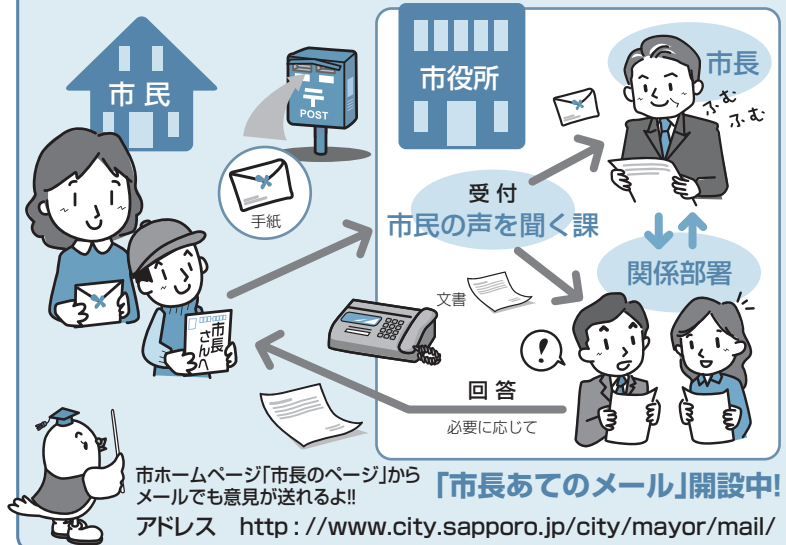 市民
〒
POST
手紙
市長さんへ
市役所
市長
ふむ
ふむ
受付
市民の声を聞く課
文書
関係部署
回答
必要に応じて
市ホームページ「市長のページ」から
メールでも意見が送れるよ!!
「市長あてのメール」開設中!
アドレス　http://www.city.sapporo.jp/city/mayor/mail/